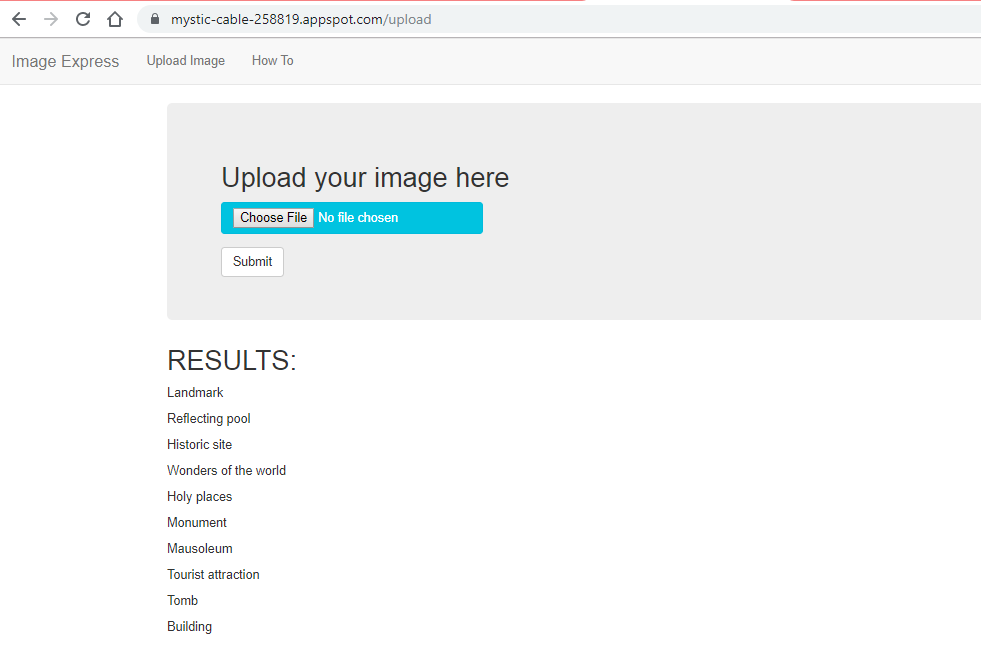 mystic-cable-258819.appspot.com/upload
Image Express Upload Image How To
Upload your image here
Choose File No file chosen
Submit
RESULTS:
Landmark
Reflecting pool
Historic site
Wonders of the world
Holy places
Monument
Mausoleum
Tourist attraction
Tomb
Building